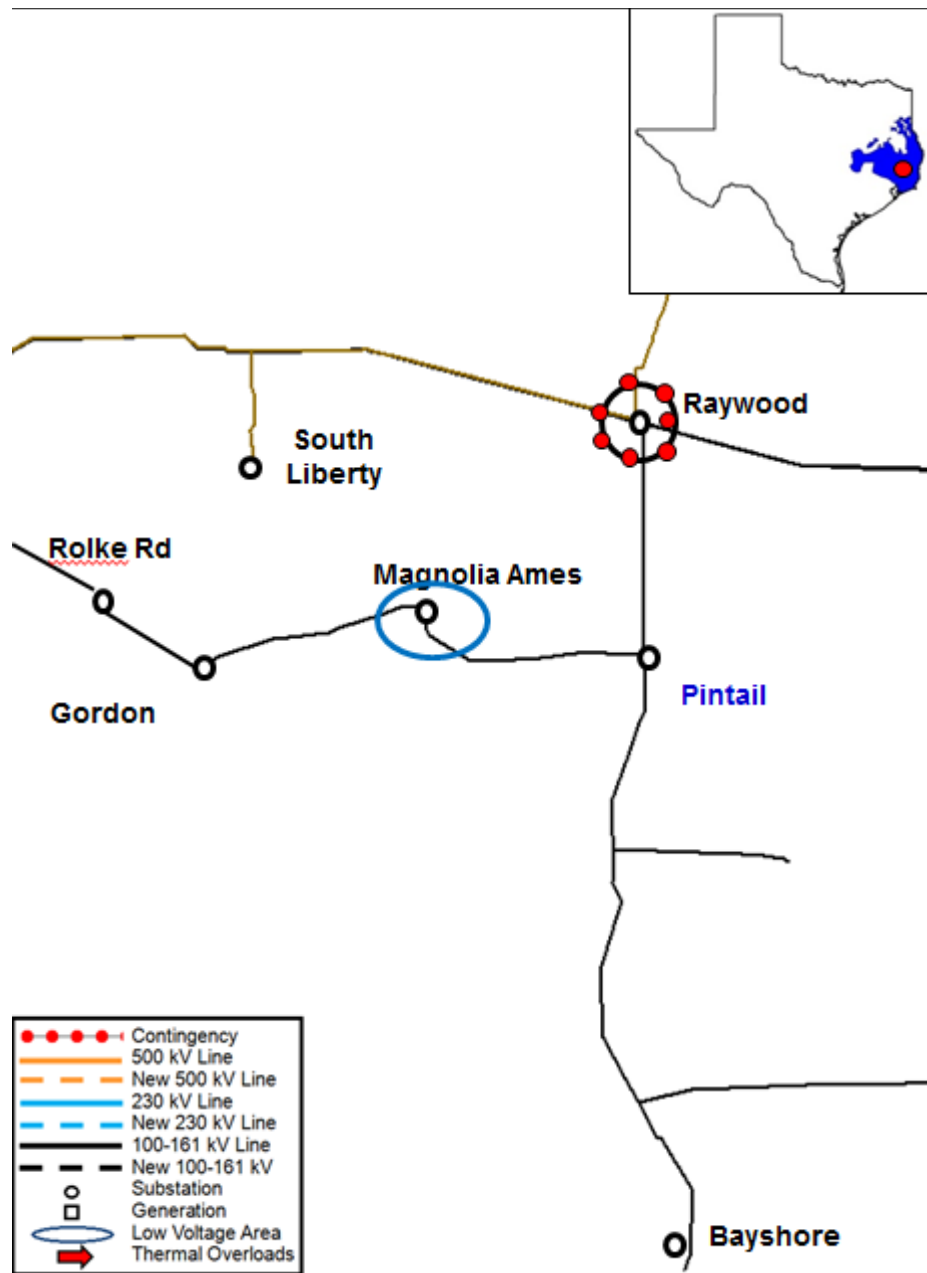 Raywood
South
Liberty
Rolke Rd
Magnolia Ames
Gordon
Pintail
Bayshore
Contingency
500 kV Line
New 500 kV Line
230 kV Line
New 230 kV Line
100-161 kV Line
New 100-161 kV
Substation
Generation
Low Voltage Area
Thermal Overloads